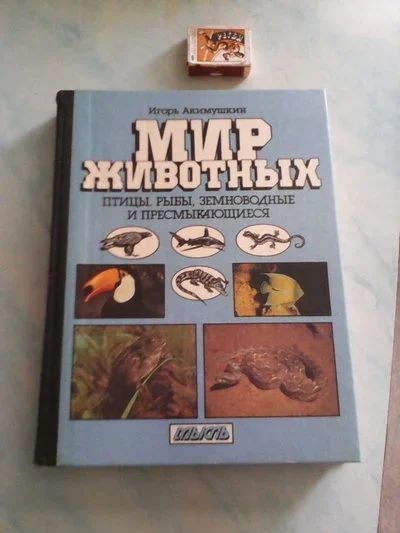 Игорь Акимушкин
МИР
ЖИВОТНЫХ
ПТИЦЫ, РЫБЫ, ЗЕМНОВОДНЫЕ
И ПРЕСМЫКАЮЩИЕСЯ
МЫСЛЬ